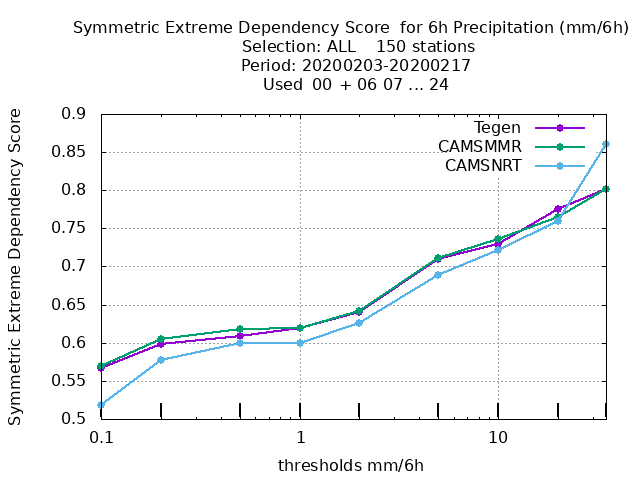 Symmetric Extreme Dependency Score  for 6h Precipitation (mm/6h)
Selection: ALL    150 stations
Period: 20200203-20200217
Used  00 + 06 07 ... 24
Symmetric Extreme Dependency Score
0.9
0.85
0.8
0.75
0.7
0.65
0.6
0.55
0.5
Tegen
CAMSMMR
CAMSNRT
0.1
1
10
thresholds mm/6h